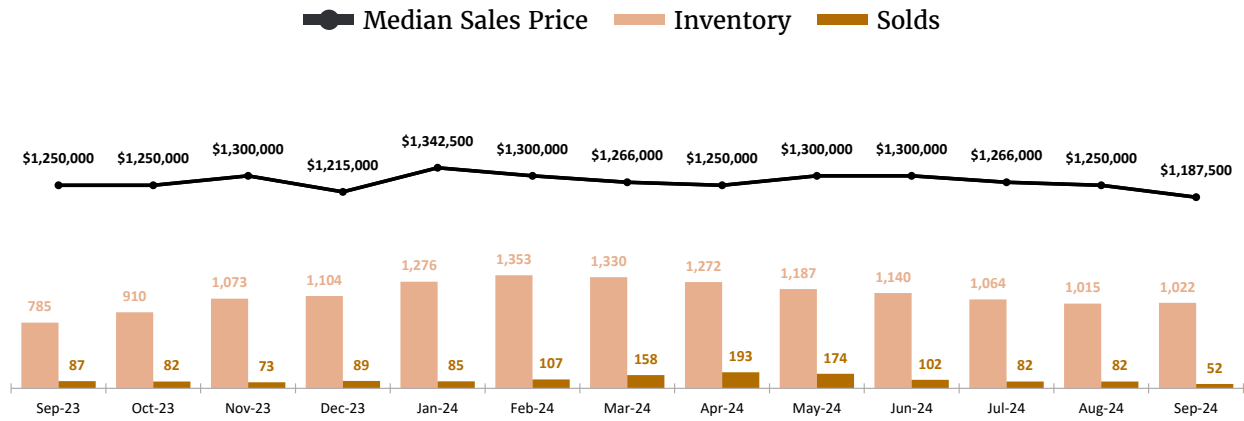 Median Sales Price Inventory Solds
$1,250,000 $1,250,000 $1,300,000 $1,215,000 $1,342,500 $1,300,000 $1,266,000 $1,250,000 $1,300,000 $1,300,000 $1,266,000 $1,250,000 $1,187,500
785 910 1,073 1,104 1,276 1,353 1,330 1,272 1,187 1,140 1,064 1,015 1,022
87 82 73 89 85 107 158 193 174 102 82 82 52
Sep-23 Oct-23 Nov-23 Dec-23 Jan-24 Feb-24 Mar-24 Apr-24 May-24 Jun-24 Jul-24 Aug-24 Sep-24